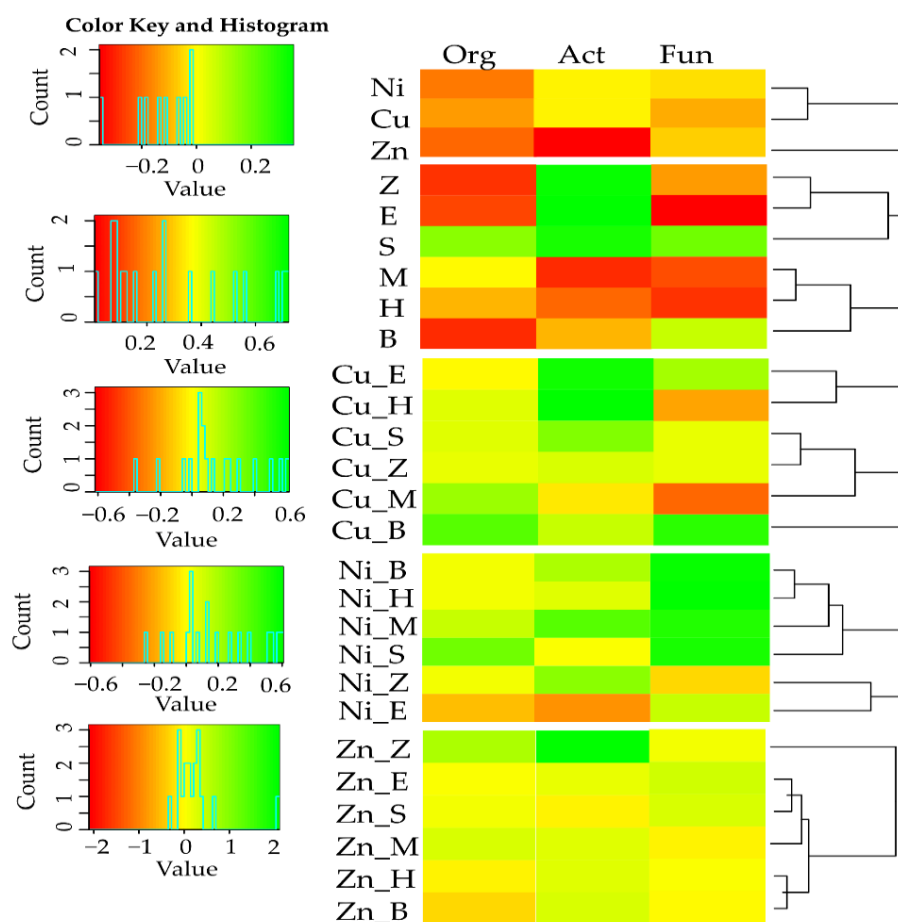 Color Key and Histogram
Count
0 1 2
−0.2 0 0.2
Value
Count
0 1 2
0.2 0.4 0.6
Value
Count
0 1 2 3
−0.6 −0.2 0.2 0.6
Value
Count
0 1 2 3
−0.6 −0.2 0.2 0.6
Value
Count
0 1 2 3
−2 −1 0 1 2
Value
Org Act Fun
Ni
Cu
Zn
Z
E
S
M
H
B
Cu_E
Cu_H
Cu_S
Cu_Z
Cu_M
Cu_B
Ni_B
Ni_H
Ni_M
Ni_S
Ni_Z
Ni_E
Zn_Z
Zn_E
Zn_S
Zn_M
Zn_H
Zn_B